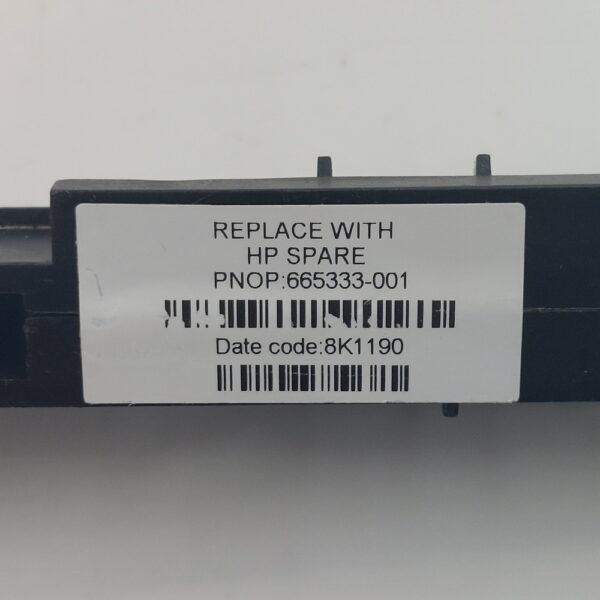 REPLACE WITH
HP SPARE
PNOP:665333-001
Date code:8K1190